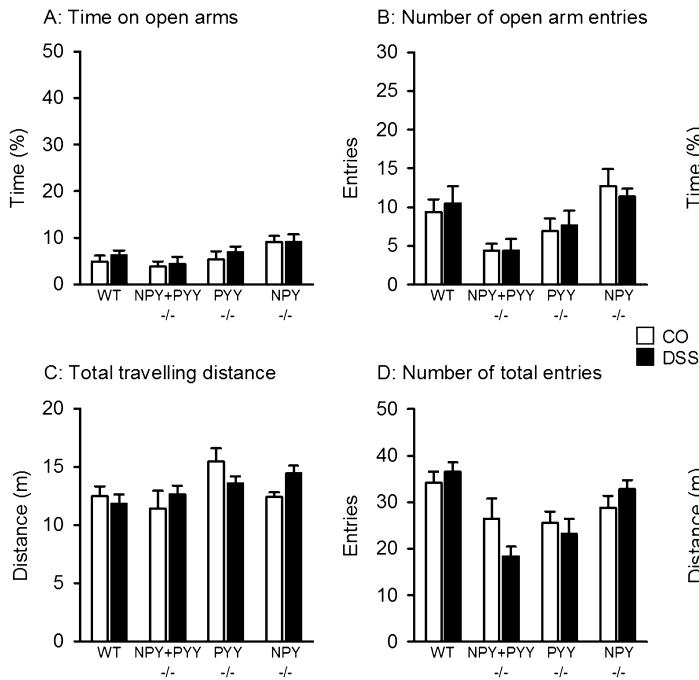 A: Time on open arms
Time (%)
50
40
30
20
10
0
WT NPY+PYY PYY NPY
-/- -/- -/-
B: Number of open arm entries
Entries
30
25
20
15
10
5
0
WT NPY+PYY PYY NPY
-/- -/- -/-
Time (%)
CO
DSS
C: Total travelling distance
Distance (m)
20
15
10
5
0
WT NPY+PYY PYY NPY
-/- -/- -/-
D: Number of total entries
Entries
50
40
30
20
10
0
WT NPY+PYY PYY NPY
-/- -/- -/-
Distance (m)